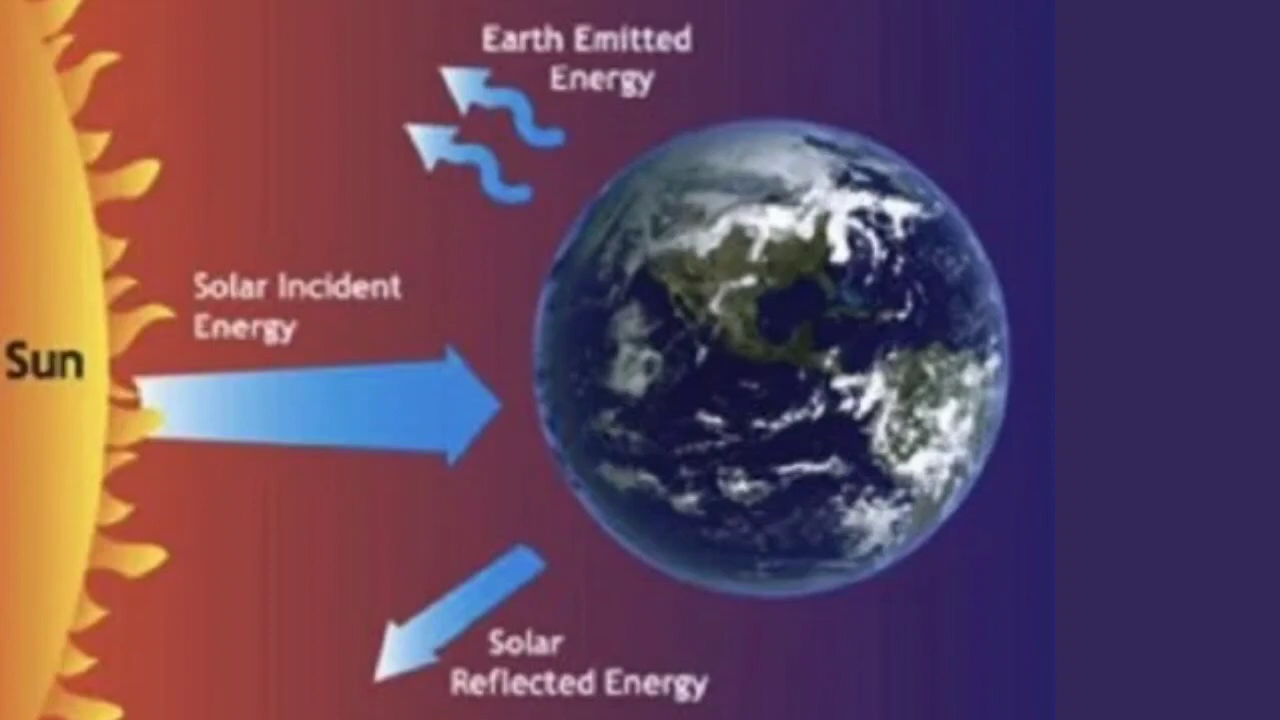 Earth Emitted
Energy
Solar Incident
Energy
Sun
Solar
Reflected Energy